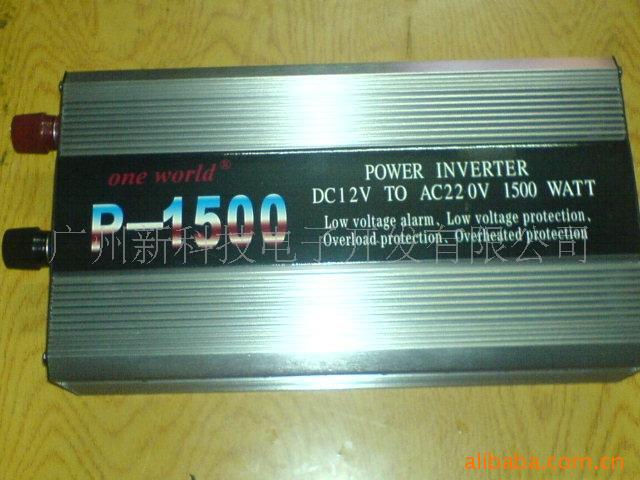 one world®
P-1500
POWER INVERTER
DC12V TO AC220V 1500 WATT
Low voltage alarm、Low voltage protection、
Overload protection、Overheated protection、
广州新科技电子开发有限公司
alibaba.com.cn